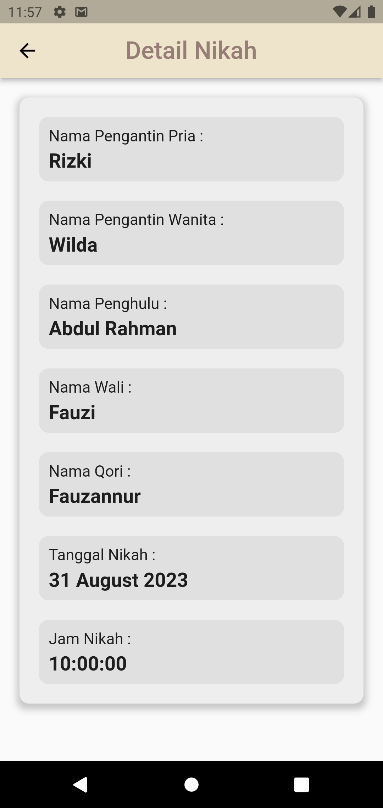 11:57
Detail Nikah
Nama Pengantin Pria :
Rizki
Nama Pengantin Wanita :
Wilda
Nama Penghulu :
Abdul Rahman
Nama Wali :
Fauzi
Nama Qori :
Fauzannur
Tanggal Nikah :
31 August 2023
Jam Nikah :
10:00:00